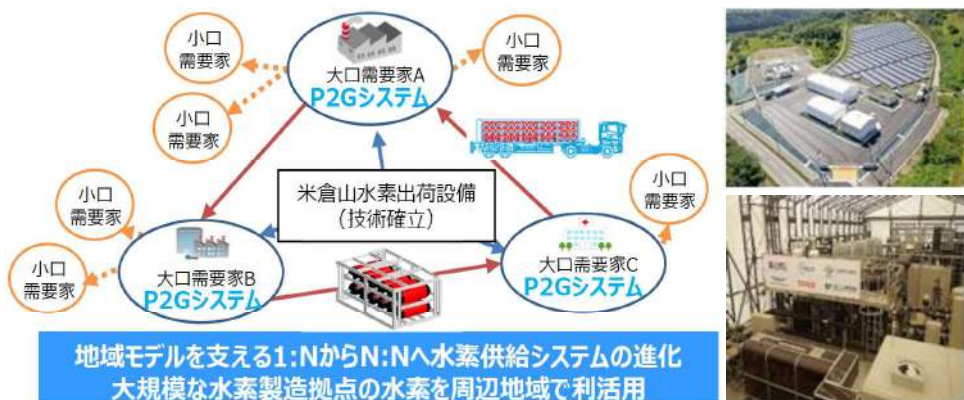 小口
需要家
小口
需要家
大口需要家A
P2Gシステム
小口
需要家
米倉山水素出荷設備
(技術確立)
小口
需要家
小口
需要家
大口需要家B
P2Gシステム
小口
需要家
大口需要家C
P2Gシステム
地域モデルを支える1:NからN:Nへ水素供給システムの進化
大規模な水素製造拠点の水素を周辺地域で利活用